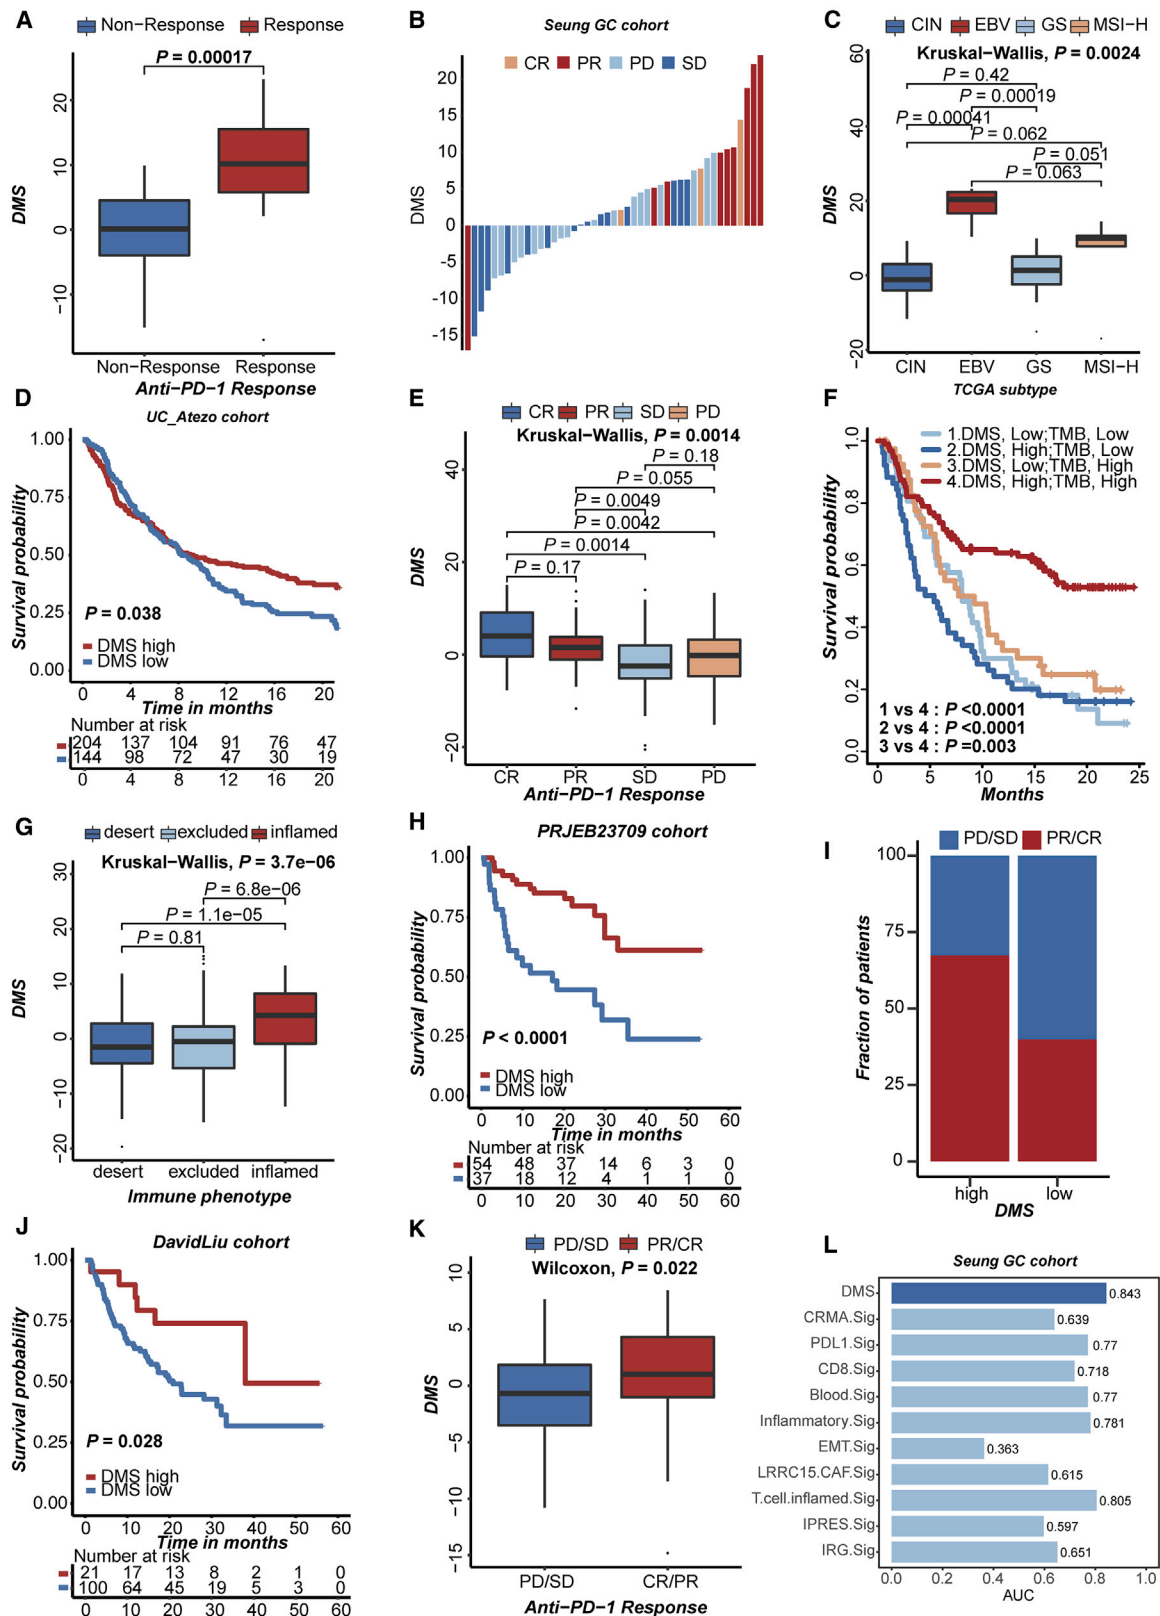 A
Non-Response Response
P = 0.00017
DMS
20
10
0
−10
Non-Response Response
Anti-PD-1 Response
B
Seung GC cohort
CR PR PD SD
DMS
20
15
10
5
0
-5
-10
-15
C
CIN EBV GS MSI-H
Kruskal-Wallis, P = 0.0024
P = 0.42
P = 0.00019
P = 0.00041
P = 0.062
P = 0.051
P = 0.063
DMS
60
40
20
0
−20
CIN EBV GS MSI-H
TCGA subtype
D
UC_Atezo cohort
Survival probability
1.00
0.75
0.50
0.25
0.00
P = 0.038
DMS high
DMS low
0 4 8 12 16 20
Time in months
Number at risk
204 137 104 91 76 47
144 98 72 47 30 19
0 4 8 12 16 20
E
CR PR SD PD
Kruskal-Wallis, P = 0.0014
P = 0.18
P = 0.055
P = 0.0049
P = 0.0042
P = 0.0014
P = 0.17
DMS
40
20
0
−20
CR PR SD PD
Anti-PD-1 Response
F
1.DMS, Low;TMB, Low
2.DMS, High;TMB, Low
3.DMS, Low;TMB, High
4.DMS, High;TMB, High
Survival probability
1.0
0.8
0.6
0.4
0.2
0.0
1 vs 4 : P <0.0001
2 vs 4 : P <0.0001
3 vs 4 : P =0.003
0 5 10 15 20 25
Months
G
desert excluded inflamed
Kruskal-Wallis, P = 3.7e-06
P = 6.8e-06
P = 1.1e-05
P = 0.81
DMS
30
20
10
0
−10
−20
desert excluded inflamed
Immune phenotype
H
PRJEB23709 cohort
Survival probability
1.00
0.75
0.50
0.25
0.00
P < 0.0001
DMS high
DMS low
0 10 20 30 40 50 60
Time in months
Number at risk
54 48 37 14 6 3 0
37 18 12 4 1 1 0
0 10 20 30 40 50 60
I
PD/SD PR/CR
Fraction of patients
100
75
50
25
0
high low
DMS
J
DavidLiu cohort
Survival probability
1.00
0.75
0.50
0.25
0.00
P = 0.028
DMS high
DMS low
0 10 20 30 40 50 60
Time in months
Number at risk
21 17 13 8 2 1 0
100 64 45 19 5 3 0
0 10 20 30 40 50 60
K
PD/SD PR/CR
Wilcoxon, P = 0.022
DMS
10
5
0
−5
−10
−15
PD/SD CR/PR
Anti-PD-1 Response
L
Seung GC cohort
DMS 0.843
CRMA.Sig 0.639
PDL1.Sig 0.77
CD8.Sig 0.718
Blood.Sig 0.77
Inflammatory.Sig 0.781
EMT.Sig 0.363
LRRC15.CAF.Sig 0.615
T.cell.inflamed.Sig 0.805
IPRES.Sig 0.597
IRG.Sig 0.651
0.0 0.2 0.4 0.6 0.8 1.0
AUC